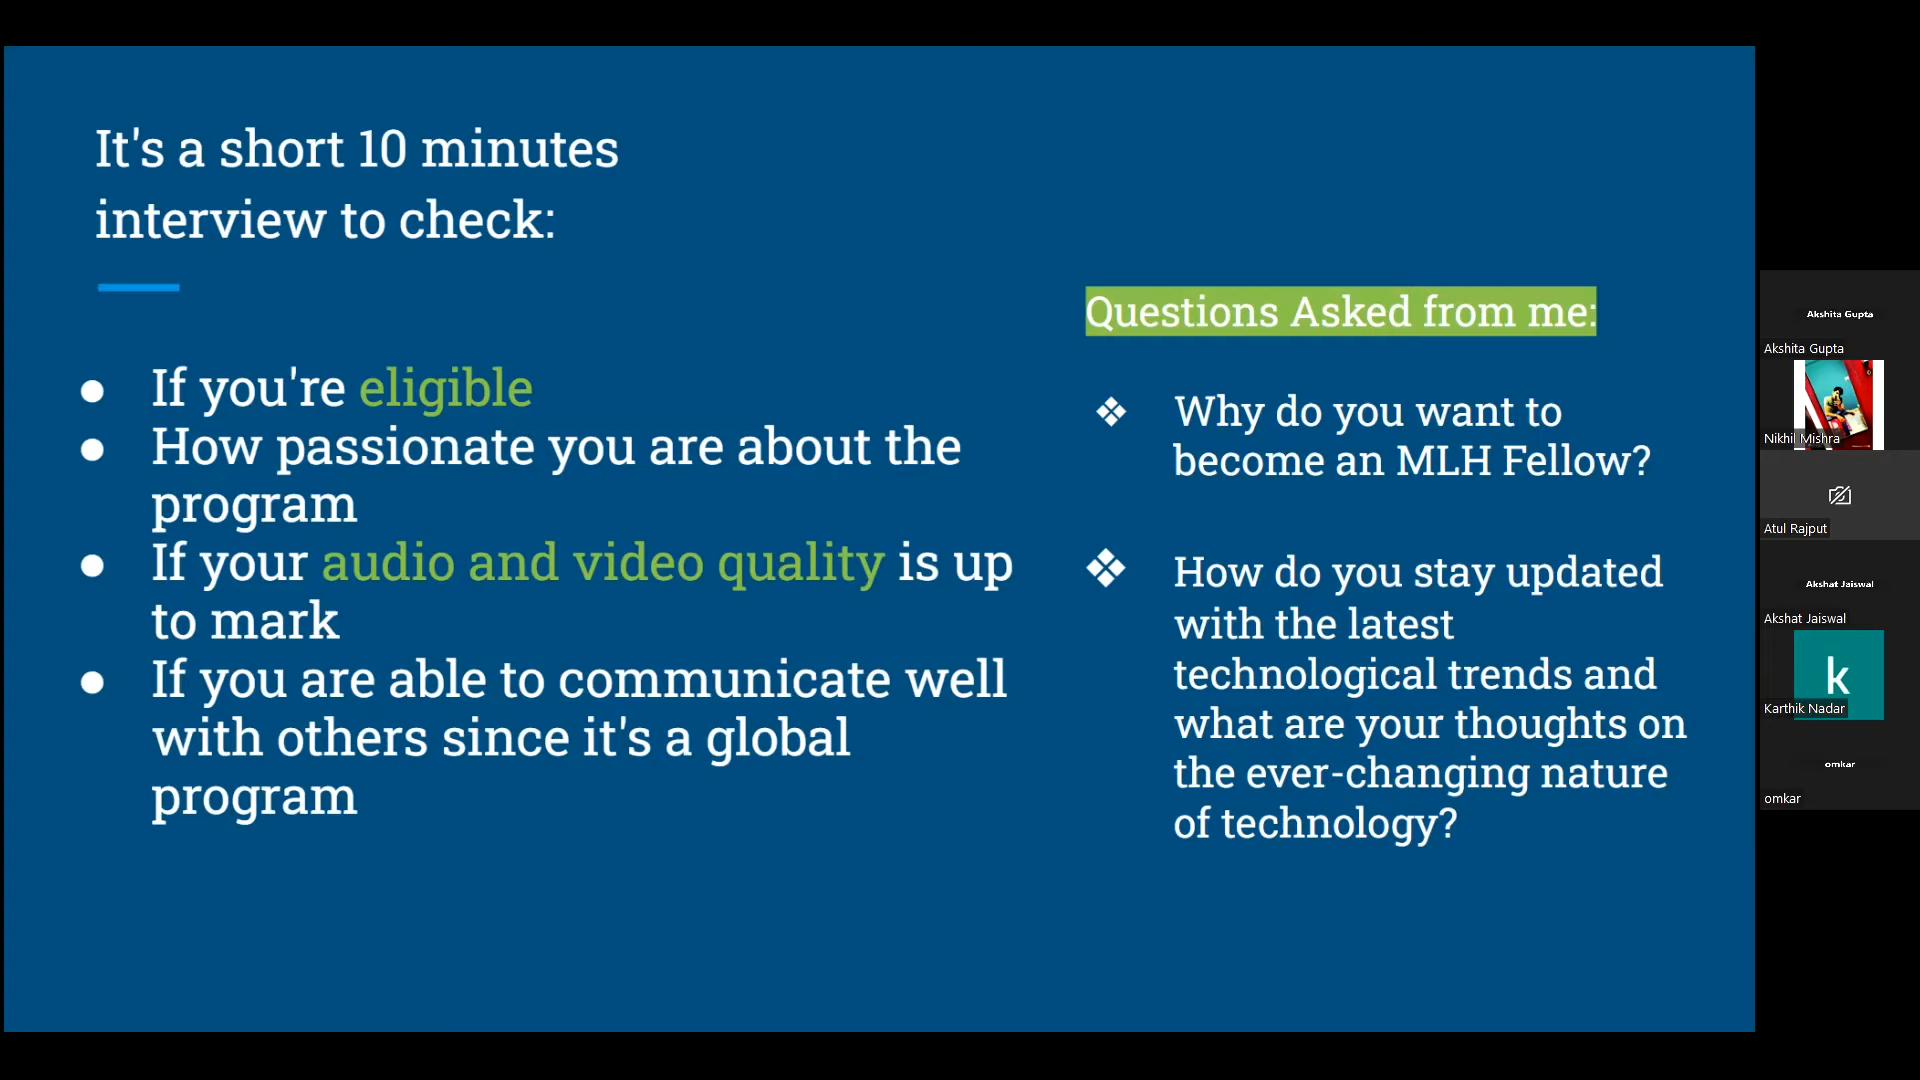 It's a short 10 minutes
interview to check:
● If you're eligible
● How passionate you are about the
program
● If your audio and video quality is up
to mark
● If you are able to communicate well
with others since it's a global
program
Questions Asked from me:
❖ Why do you want to
become an MLH Fellow?
❖ How do you stay updated
with the latest
technological trends and
what are your thoughts on
the ever-changing nature
of technology?
Akshita Gupta
Akshita Gupta
Nikhil Mishra
Atul Rajput
Akshat Jaiswal
Akshat Jaiswal
k
Karthik Nadar
omkar
omkar